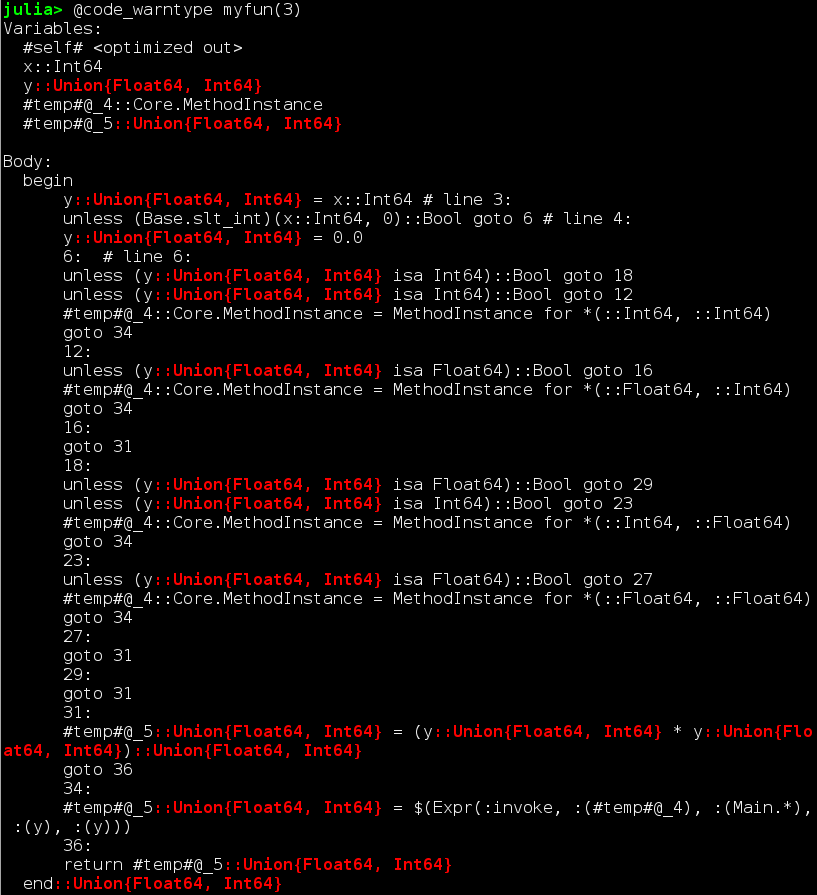 julia> @code_warntype myfun(3)
Variables:
  #self# <optimized out>
  x::Int64
  y::Union{Float64, Int64}
  #temp#@_4::Core.MethodInstance
  #temp#@_5::Union{Float64, Int64}

Body:
  begin
      y::Union{Float64, Int64} = x::Int64 # line 3:
      unless (Base.slt_int)(x::Int64, 0)::Bool goto 6 # line 4:
      y::Union{Float64, Int64} = 0.0
      6:  # line 6:
      unless (y::Union{Float64, Int64} isa Int64)::Bool goto 18
      unless (y::Union{Float64, Int64} isa Int64)::Bool goto 12
      #temp#@_4::Core.MethodInstance = MethodInstance for *(::Int64, ::Int64)
      goto 34
      12:
      unless (y::Union{Float64, Int64} isa Float64)::Bool goto 16
      #temp#@_4::Core.MethodInstance = MethodInstance for *(::Float64, ::Int64)
      goto 34
      16:
      goto 31
      18:
      unless (y::Union{Float64, Int64} isa Float64)::Bool goto 29
      unless (y::Union{Float64, Int64} isa Int64)::Bool goto 23
      #temp#@_4::Core.MethodInstance = MethodInstance for *(::Int64, ::Float64)
      goto 34
      23:
      unless (y::Union{Float64, Int64} isa Float64)::Bool goto 27
      #temp#@_4::Core.MethodInstance = MethodInstance for *(::Float64, ::Float64)
      goto 34
      27:
      goto 31
      29:
      goto 31
      31:
      #temp#@_5::Union{Float64, Int64} = (y::Union{Float64, Int64} * y::Union{Flo
at64, Int64})::Union{Float64, Int64}
      goto 36
      34:
      #temp#@_5::Union{Float64, Int64} = $(Expr(:invoke, :(#temp#@_4), :(Main.*),
 :(y), :(y)))
      36:
      return #temp#@_5::Union{Float64, Int64}
  end::Union{Float64, Int64}